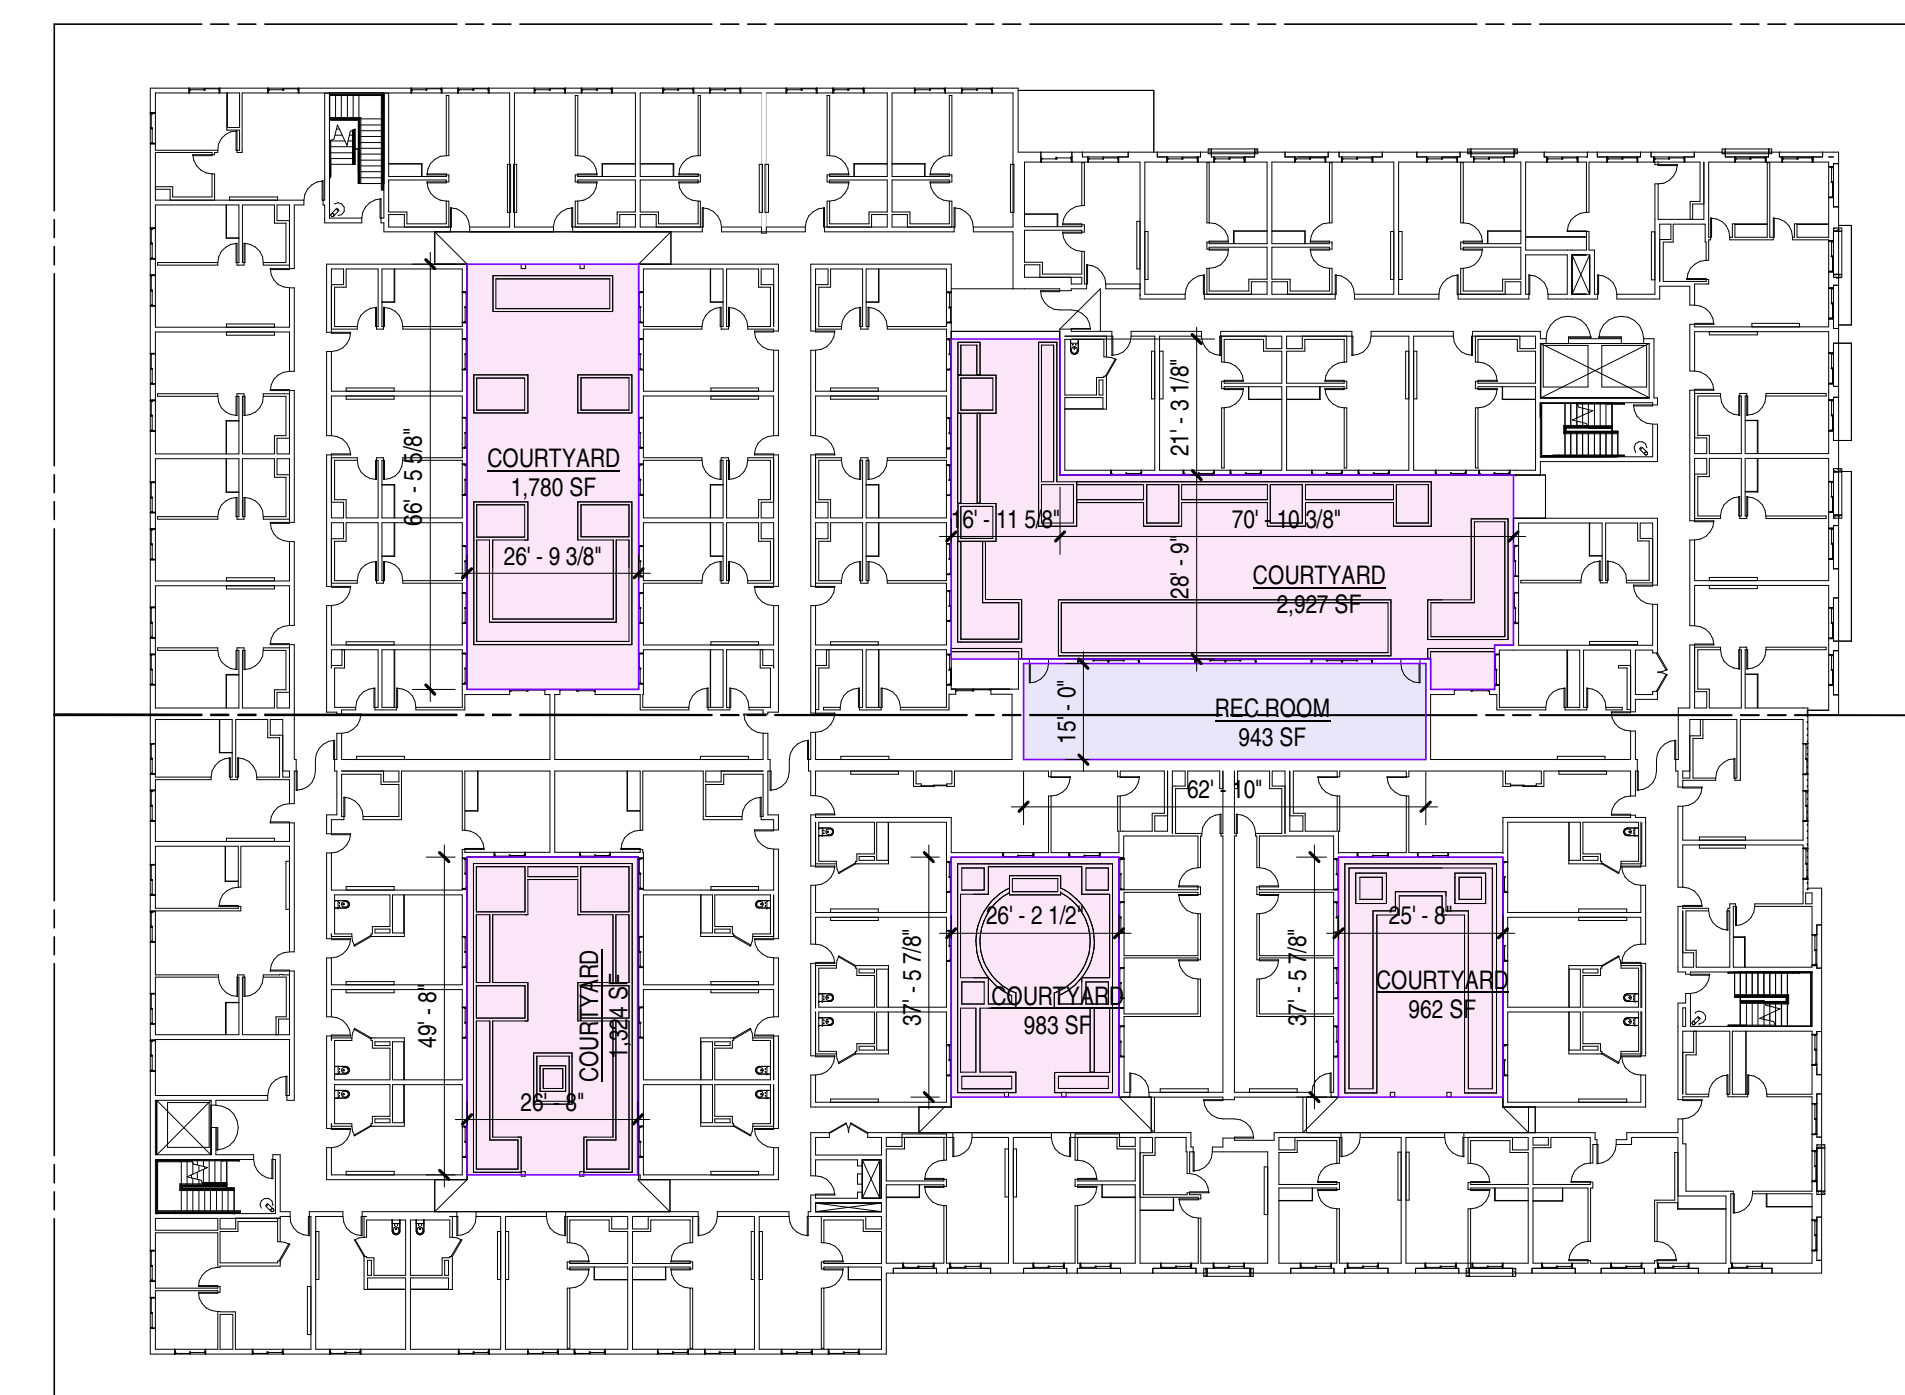 COURTYARD
1,780 SF
66' - 5 5/8"
26' - 9 3/8"
21' - 3 1/8"
16' - 11 5/8"
70' - 10 3/8"
28' - 9"
COURTYARD
2,927 SF
15' - 0"
REC ROOM
943 SF
62' - 10"
COURTYARD
1,324 SF
49' - 8"
26' - 8"
26' - 2 1/2"
37' - 5 7/8"
COURTYARD
983 SF
25' - 8"
37' - 5 7/8"
COURTYARD
962 SF